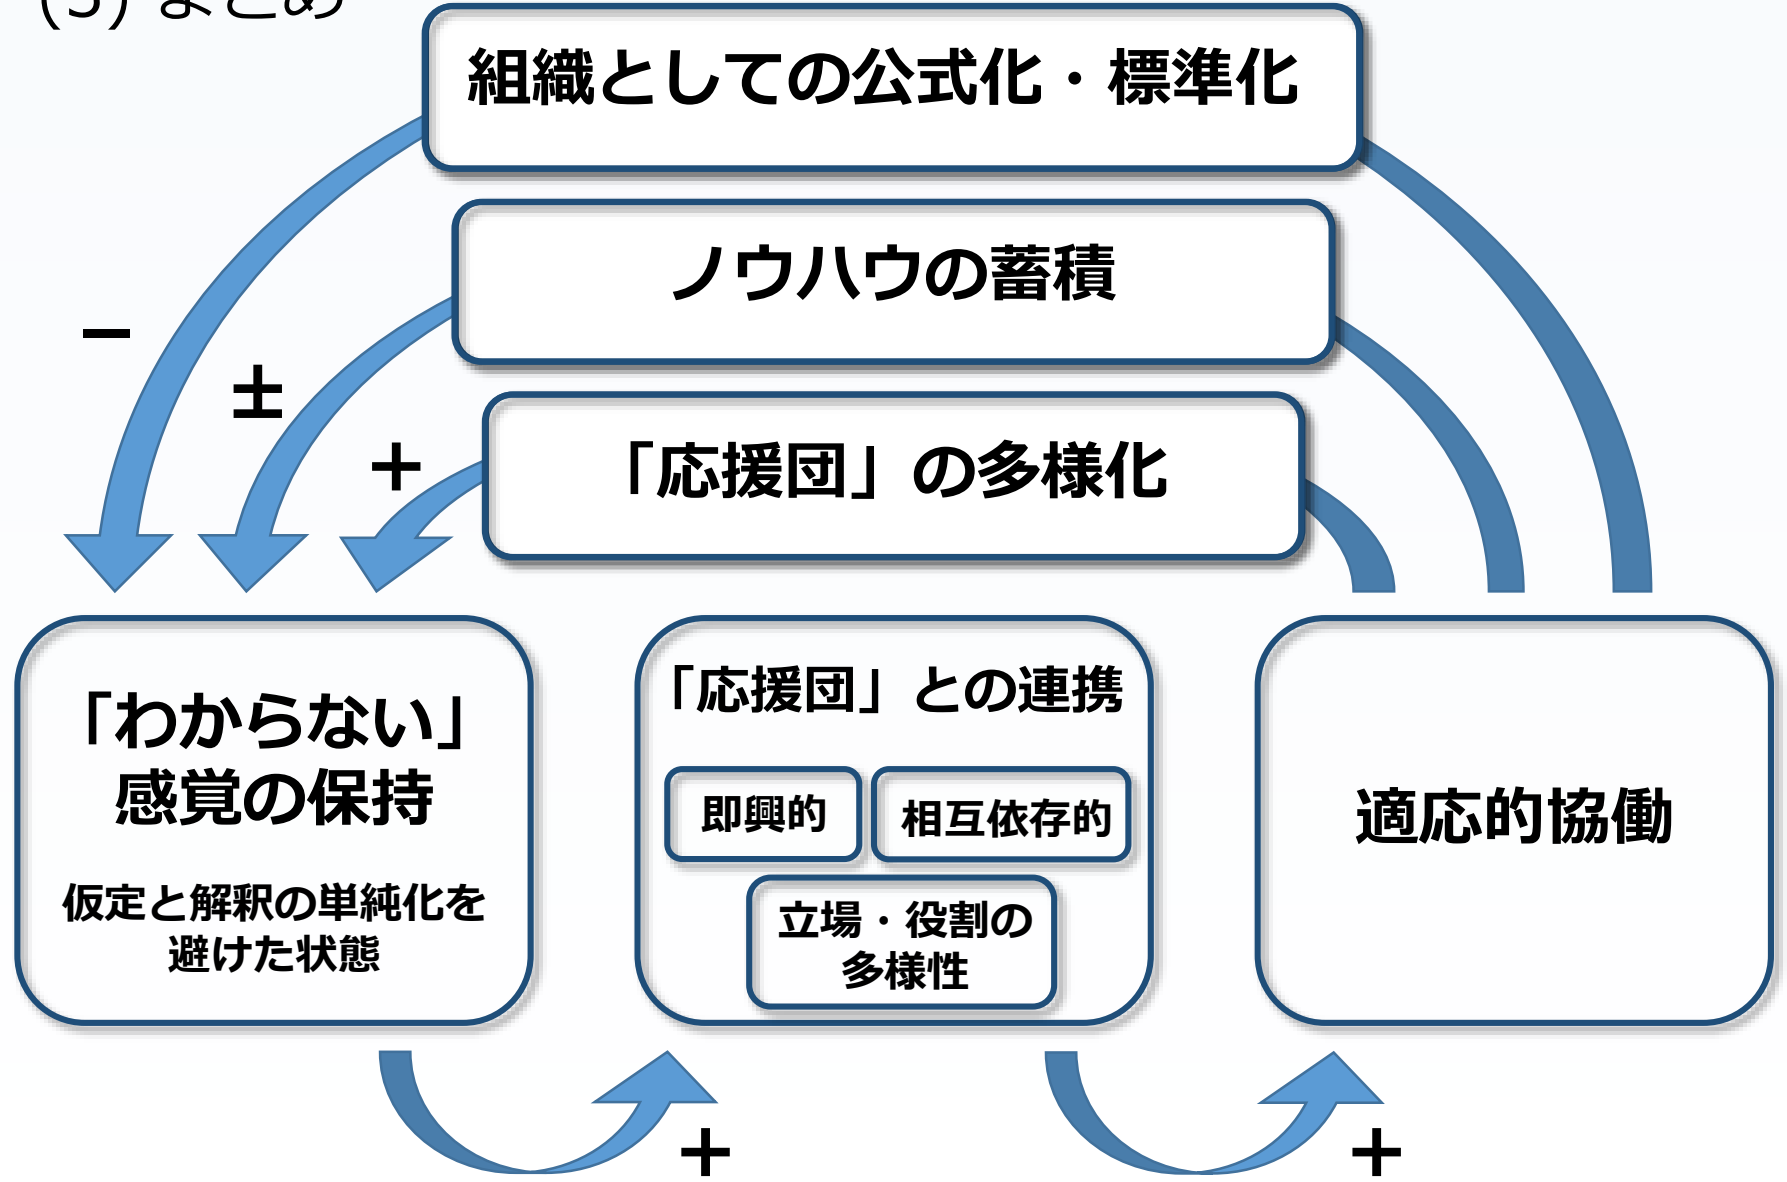 まとめ
組織としての公式化・標準化
ノウハウの蓄積
「応援団」の多様化
−
±
+
「わからない」
感覚の保持
仮定と解釈の単純化を
避けた状態
「応援団」との連携
即興的
相互依存的
立場・役割の
多様性
適応的協働
+
+